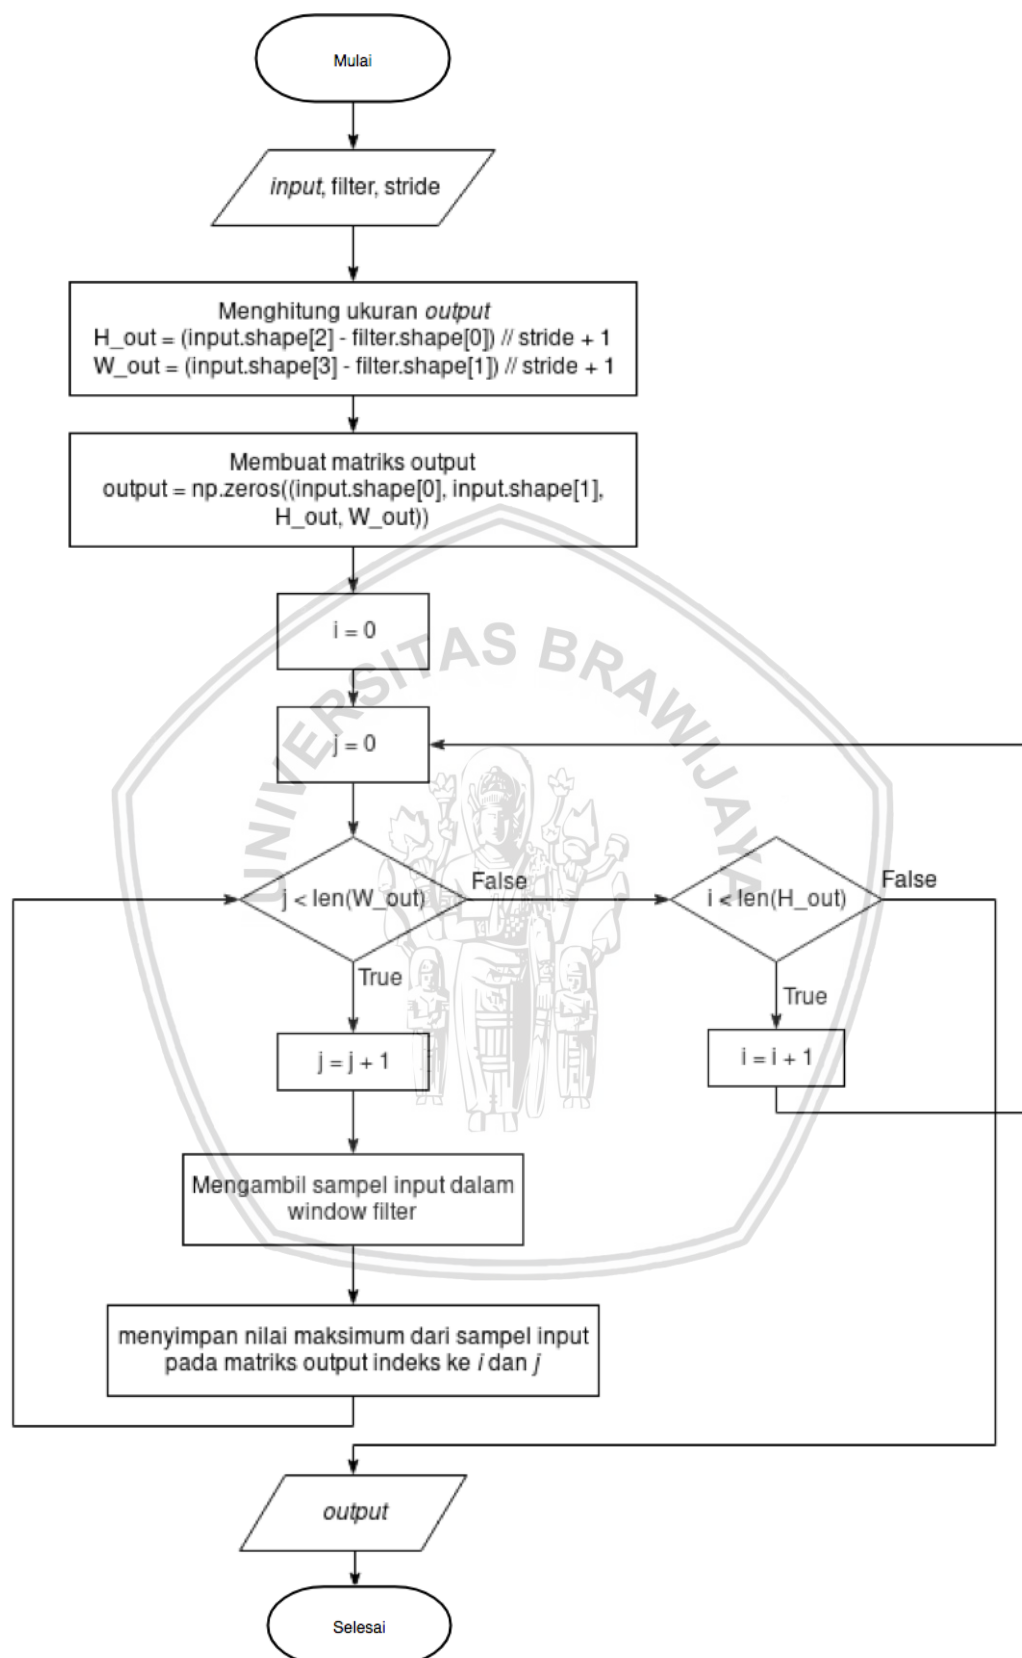 Mulai
input, filter, stride
Menghitung ukuran output
H_out = (input.shape[2] - filter.shape[0]) // stride + 1
W_out = (input.shape[3] - filter.shape[1]) // stride + 1
Membuat matriks output
output = np.zeros((input.shape[0], input.shape[1],
H_out, W_out))
i = 0
UNIVERSITAS BRAWIJAYA
j = 0
j < len(W_out)
False
i < len(H_out)
False
True
True
j = j + 1
i = i + 1
Mengambil sampel input dalam
window filter
menyimpan nilai maksimum dari sampel input
pada matriks output indeks ke i dan j
output
Selesai